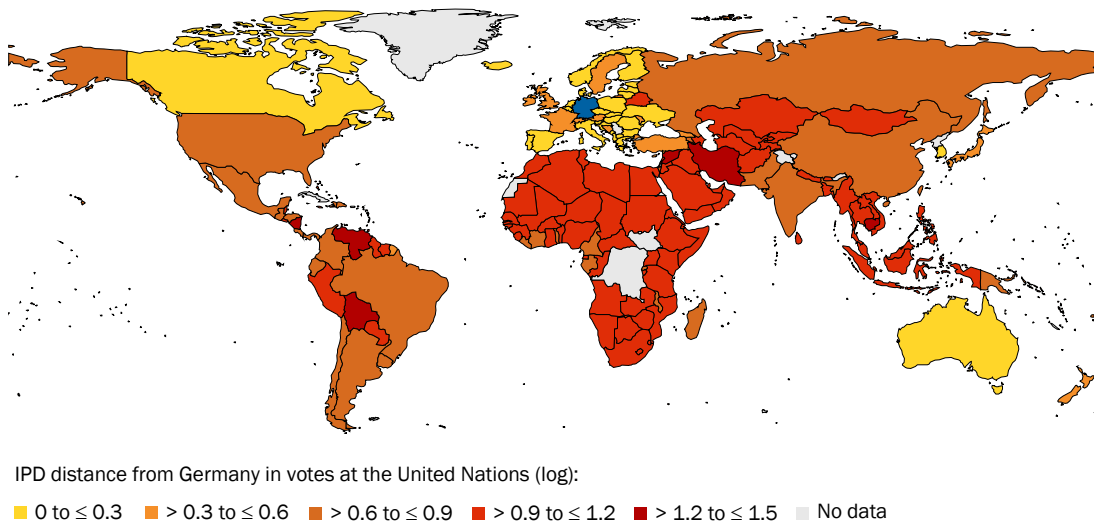 IPD distance from Germany in votes at the United Nations (log):
0 to ≤ 0.3 > 0.3 to ≤ 0.6 > 0.6 to ≤ 0.9 > 0.9 to ≤ 1.2 > 1.2 to ≤ 1.5 No data